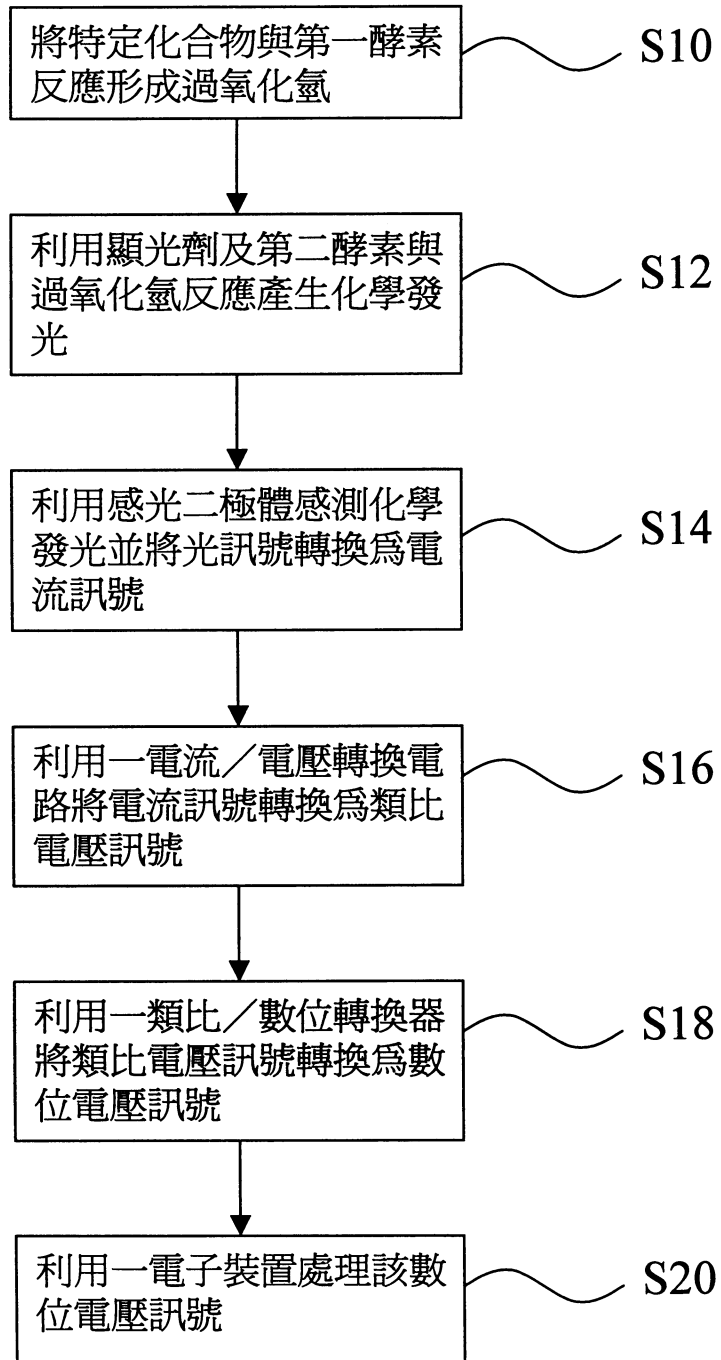 將特定化合物與第一酵素
反應形成過氧化氫
S10
利用顯光劑及第二酵素與
過氧化氫反應產生化學發
光
S12
利用感光二極體感測化學
發光並將光訊號轉換爲電
流訊號
S14
利用一電流／電壓轉換電
路將電流訊號轉換爲類比
電壓訊號
S16
利用一類比／數位轉換器
將類比電壓訊號轉換爲數
位電壓訊號
S18
利用一電子裝置處理該數
位電壓訊號
S20